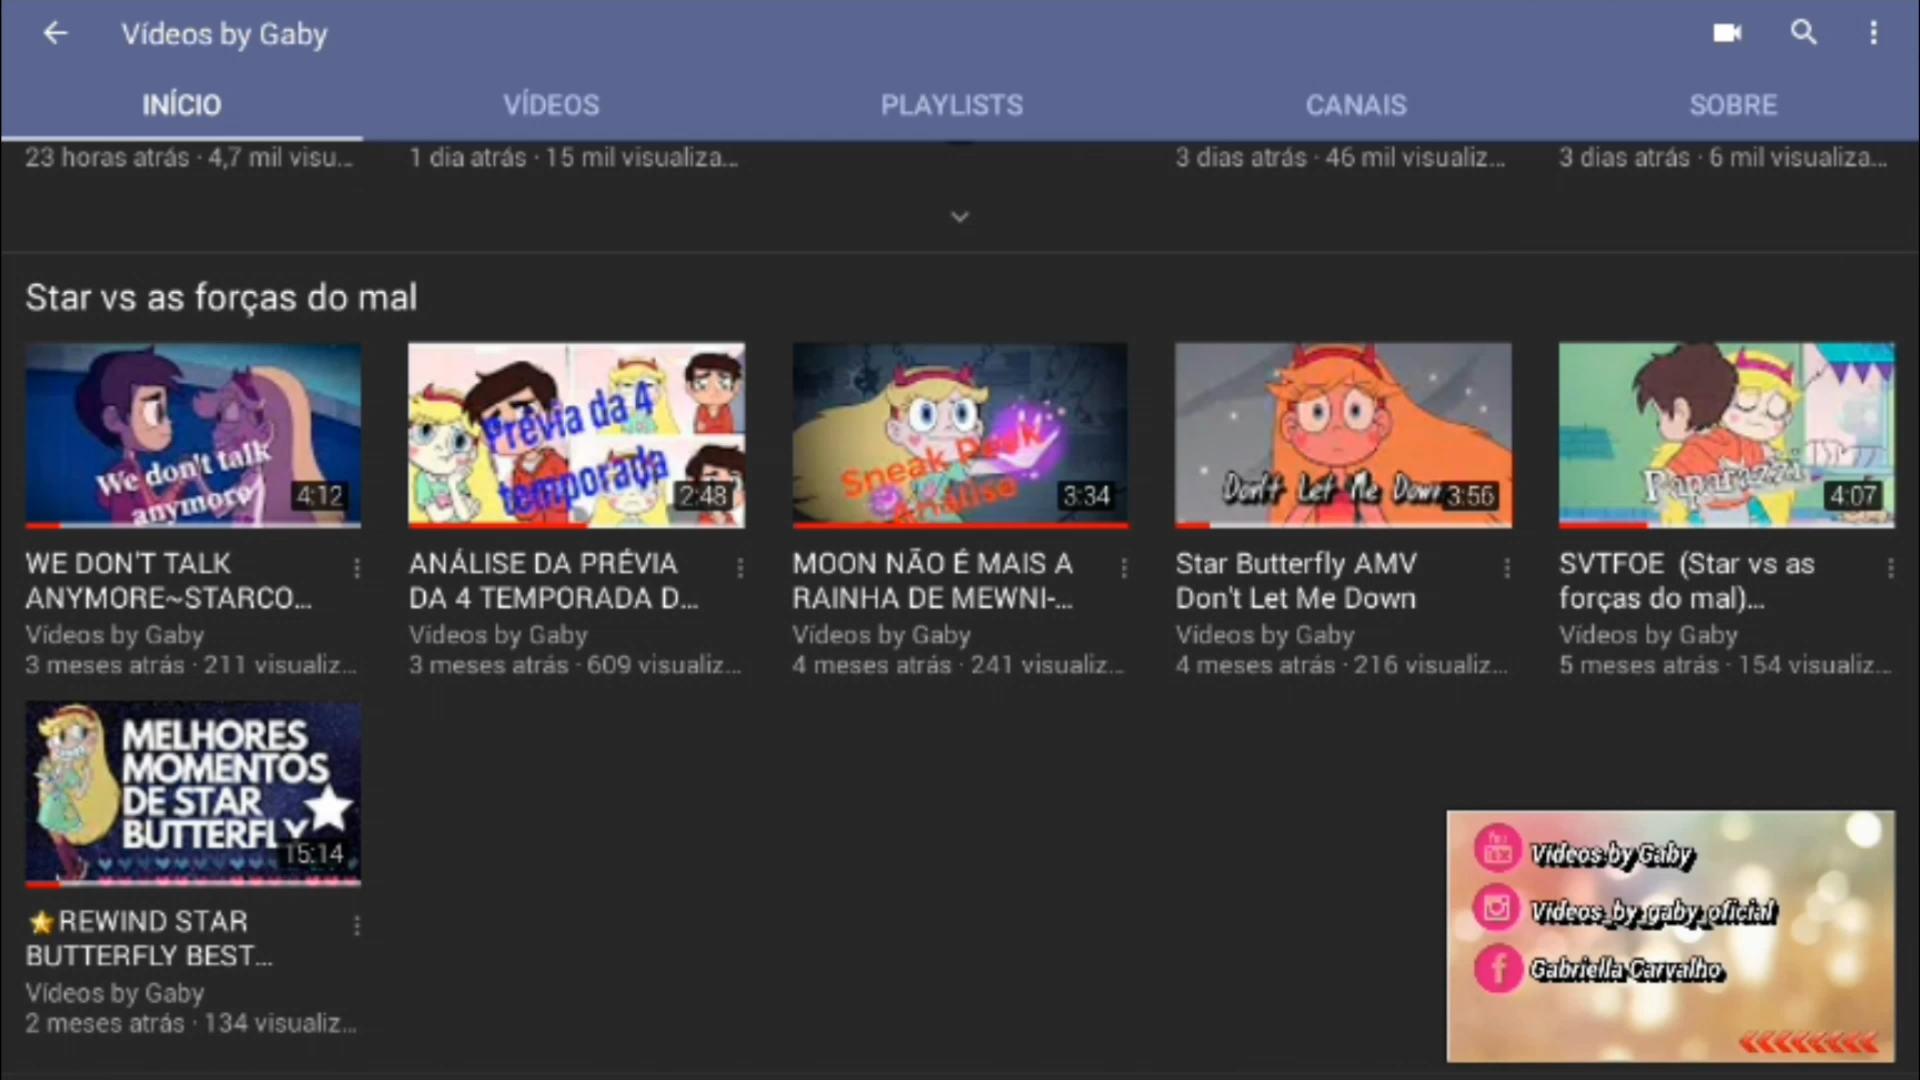 Vídeos by Gaby
INÍCIO
VÍDEOS
PLAYLISTS
CANAIS
SOBRE
23 horas atrás · 4,7 mil visu...
1 dia atrás · 15 mil visualiza...
3 dias atrás · 46 mil visualiz...
3 dias atrás · 6 mil visualiza...
Star vs as forças do mal
We don't talk
anymore
4:12
Prévia da 4
temporada
2:48
Sneak Peek
Análise
3:34
Don't Let Me Down
3:56
Paparazzi
4:07
WE DON'T TALK
ANYMORE~STARCO...
Vídeos by Gaby
3 meses atrás · 211 visualiz...
ANÁLISE DA PRÉVIA
DA 4 TEMPORADA D...
Vídeos by Gaby
3 meses atrás · 609 visualiz...
MOON NÃO É MAIS A
RAINHA DE MEWNI-...
Vídeos by Gaby
4 meses atrás · 241 visualiz...
Star Butterfly AMV
Don't Let Me Down
Vídeos by Gaby
4 meses atrás · 216 visualiz...
SVTFOE (Star vs as
forças do mal)...
Vídeos by Gaby
5 meses atrás · 154 visualiz...
MELHORES
MOMENTOS
DE STAR
BUTTERFLY
15:14
⭐REWIND STAR
BUTTERFLY BEST...
Vídeos by Gaby
2 meses atrás · 134 visualiz...
Vídeos by Gaby
Vídeos_by_gaby_oficial
Gabriella Carvalho